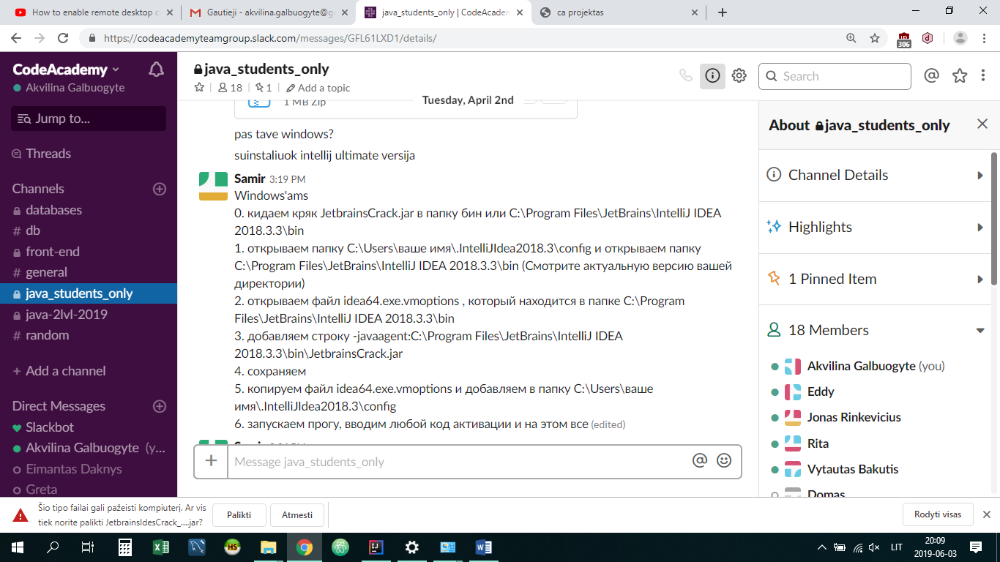 How to enable remote desktop c
Gautieji - akvilina.galbuogyte@g
java_students_only | CodeAcadem
ca projektas
https://codeacademyteamgroup.slack.com/messages/GFL61LXD1/details/
306
CodeAcademy
Akvilina Galbuogyte
Jump to...
Threads
Channels
databases
# db
front-end
# general
java_students_only
java-2lvl-2019
# random
+ Add a channel
Direct Messages
Slackbot
Akvilina Galbuogyte (y...
Eimantas Daknys
Greta
java_students_only
18 | 1 | Add a topic
Search
Tuesday, April 2nd
1 MB Zip
pas tave windows?
suinstaliuok intellij ultimate versija
Samir 3:19 PM
Windows'ams
0. кидаем кряк JetbrainsCrack.jar в папку бин или C:\Program Files\JetBrains\IntelliJ IDEA
2018.3.3\bin
1. открываем папку C:\Users\ваше имя\.IntelliJIdea2018.3\config и открываем папку
C:\Program Files\JetBrains\IntelliJ IDEA 2018.3.3\bin (Смотрите актуальную версию вашей
директории)
2. открываем файл idea64.exe.vmoptions , который находится в папке C:\Program
Files\JetBrains\IntelliJ IDEA 2018.3.3\bin
3. добавляем строку -javaagent:C:\Program Files\JetBrains\IntelliJ IDEA
2018.3.3\bin\JetbrainsCrack.jar
4. сохраняем
5. копируем файл idea64.exe.vmoptions и добавляем в папку C:\Users\ваше
имя\.IntelliJIdea2018.3\config
6. запускаем прогу, вводим любой код активации и на этом все (edited)
Message java_students_only
About java_students_only
Channel Details
Highlights
1 Pinned Item
18 Members
Akvilina Galbuogyte (you)
Eddy
Jonas Rinkevicius
Rita
Vytautas Bakutis
Domas
Šio tipo failai gali pažeisti kompiuterį. Ar vis
tiek norite palikti JetbrainsIdesCrack_....jar?
Palikti
Atmesti
Rodyti visas
HS
IJ
LIT
20:09
2019-06-03